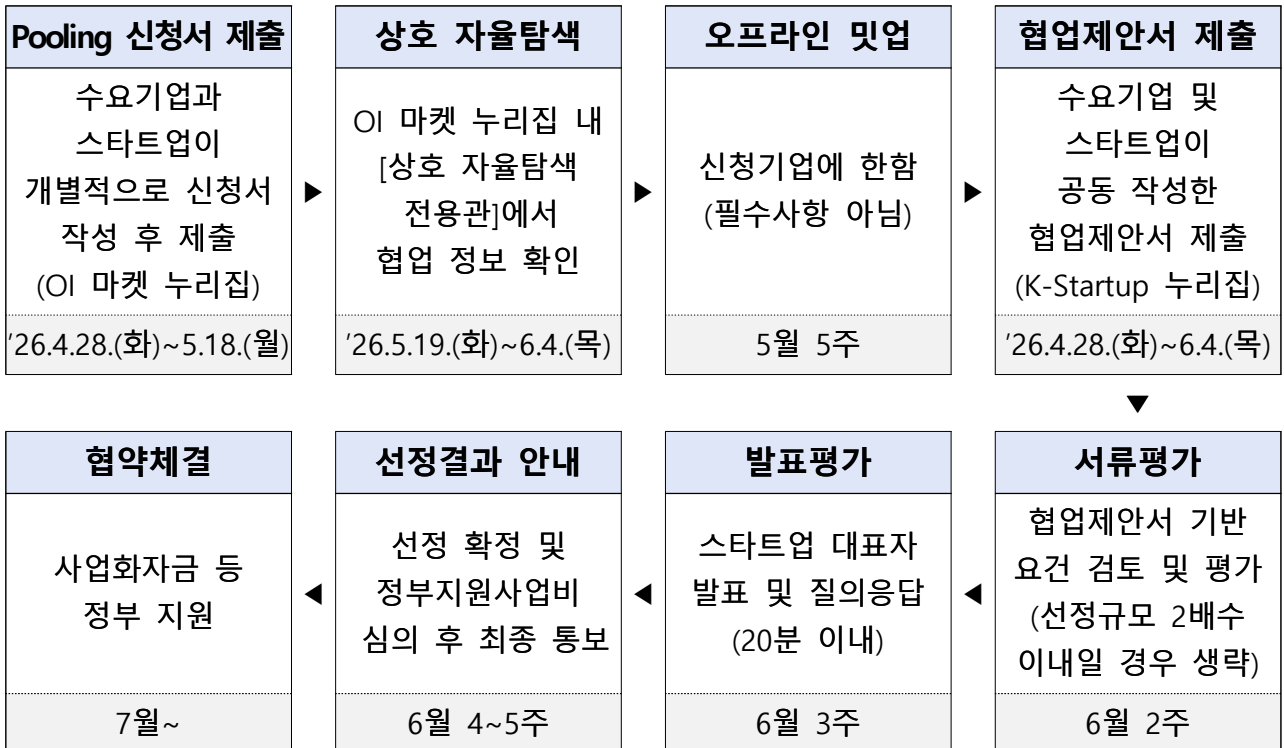 Pooling 신청서 제출
수요기업과
스타트업이
개별적으로 신청서
작성 후 제출
(OI 마켓 누리집)
'26.4.28.(화)~5.18.(월)
▶
상호 자율탐색
OI 마켓 누리집 내
[상호 자율탐색
전용관]에서
협업 정보 확인
'26.5.19.(화)~6.4.(목)
▶
오프라인 밋업
신청기업에 한함
(필수사항 아님)
5월 5주
▶
협업제안서 제출
수요기업 및
스타트업이
공동 작성한
협업제안서 제출
(K-Startup 누리집)
'26.4.28.(화)~6.4.(목)
▼
서류평가
협업제안서 기반
요건 검토 및 평가
(선정규모 2배수
이내일 경우 생략)
6월 2주
◀
발표평가
스타트업 대표자
발표 및 질의응답
(20분 이내)
6월 3주
◀
선정결과 안내
선정 확정 및
정부지원사업비
심의 후 최종 통보
6월 4~5주
◀
협약체결
사업화자금 등
정부 지원
7월~